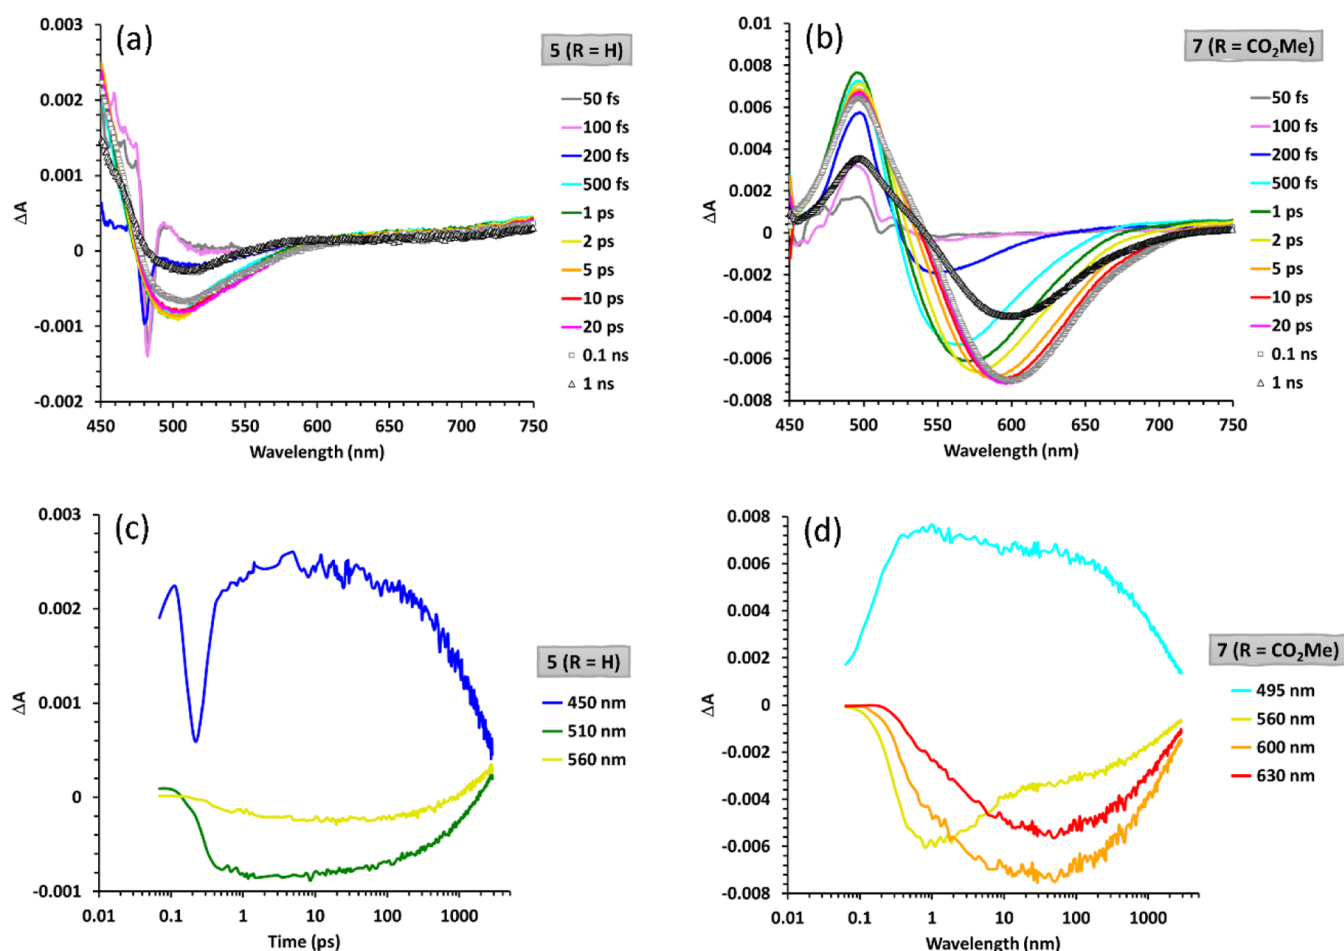 (a)
5 (R = H)
0.003
0.002
0.001
0
-0.001
-0.002
ΔA
450 500 550 600 650 700 750
Wavelength (nm)
50 fs
100 fs
200 fs
500 fs
1 ps
2 ps
5 ps
10 ps
20 ps
0.1 ns
1 ns
(b)
7 (R = CO₂Me)
0.01
0.008
0.006
0.004
0.002
0
-0.002
-0.004
-0.006
-0.008
ΔA
450 500 550 600 650 700 750
Wavelength (nm)
50 fs
100 fs
200 fs
500 fs
1 ps
2 ps
5 ps
10 ps
20 ps
0.1 ns
1 ns
(c)
5 (R = H)
0.003
0.002
0.001
0
-0.001
ΔA
0.01 0.1 1 10 100 1000
Time (ps)
450 nm
510 nm
560 nm
(d)
7 (R = CO₂Me)
0.008
0.006
0.004
0.002
0
-0.002
-0.004
-0.006
-0.008
ΔA
0.01 0.1 1 10 100 1000
Wavelength (nm)
495 nm
560 nm
600 nm
630 nm